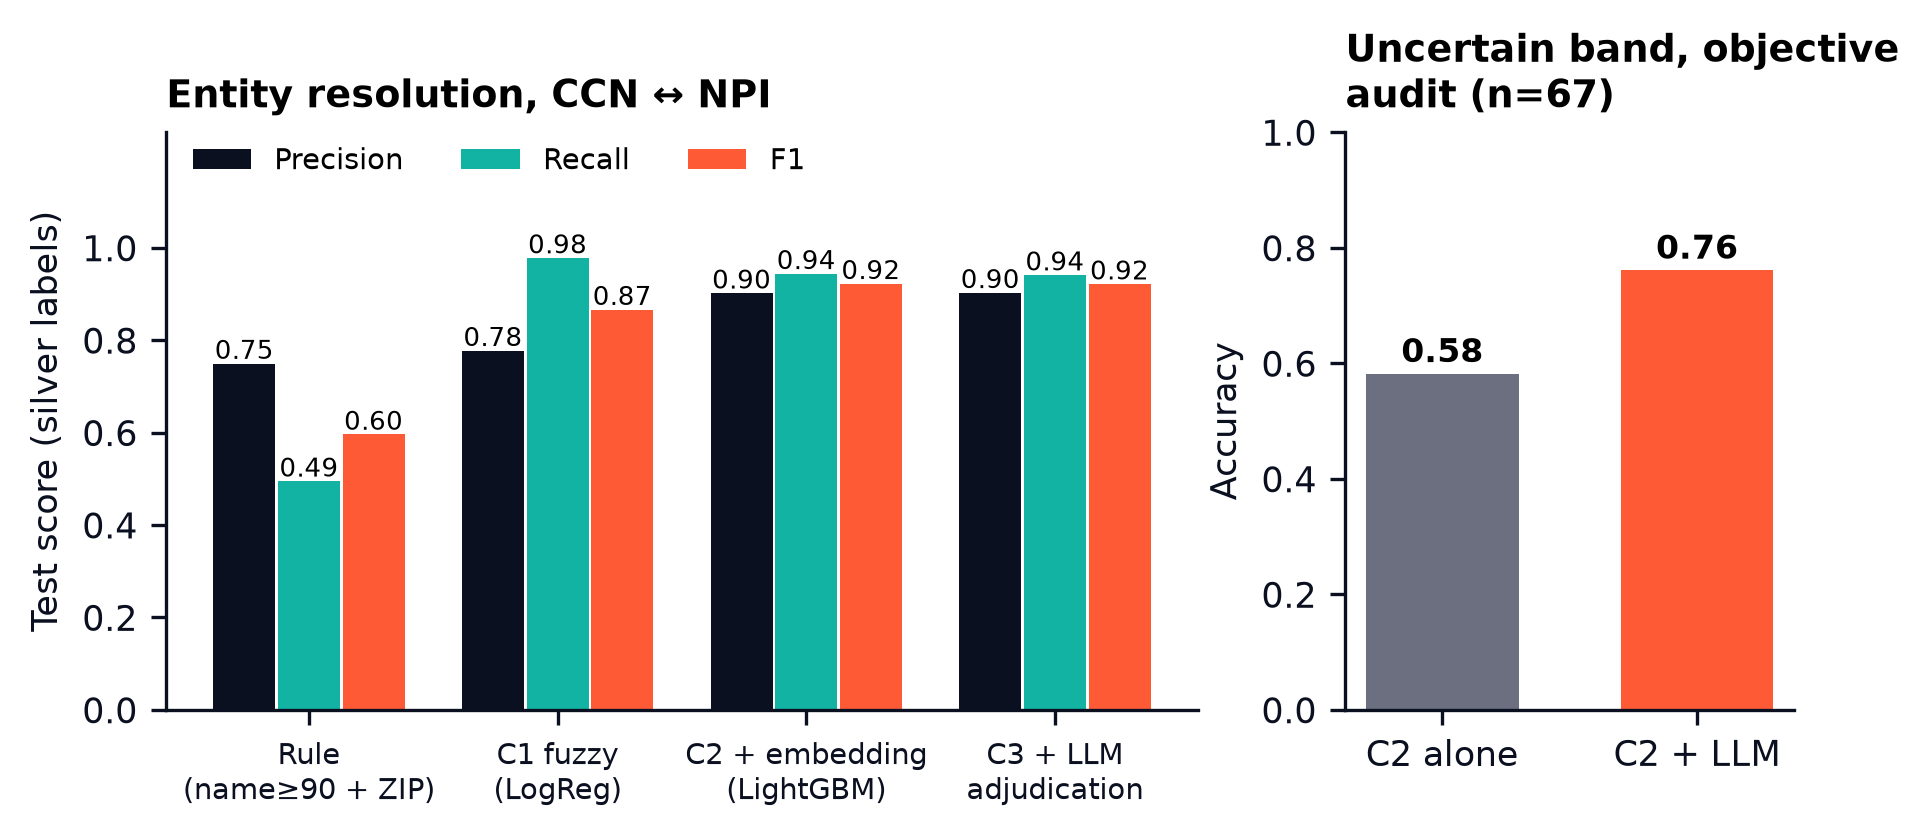 Entity resolution, CCN ↔ NPI
Precision Recall F1
Test score (silver labels)
1.0
0.8
0.6
0.4
0.2
0.0
0.75
0.49
0.60
0.78
0.98
0.87
0.90
0.94
0.92
0.90
0.94
0.92
Rule
(name≥90 + ZIP)
C1 fuzzy
(LogReg)
C2 + embedding
(LightGBM)
C3 + LLM
adjudication
Uncertain band, objective
audit (n=67)
Accuracy
1.0
0.8
0.6
0.4
0.2
0.0
0.58
0.76
C2 alone
C2 + LLM